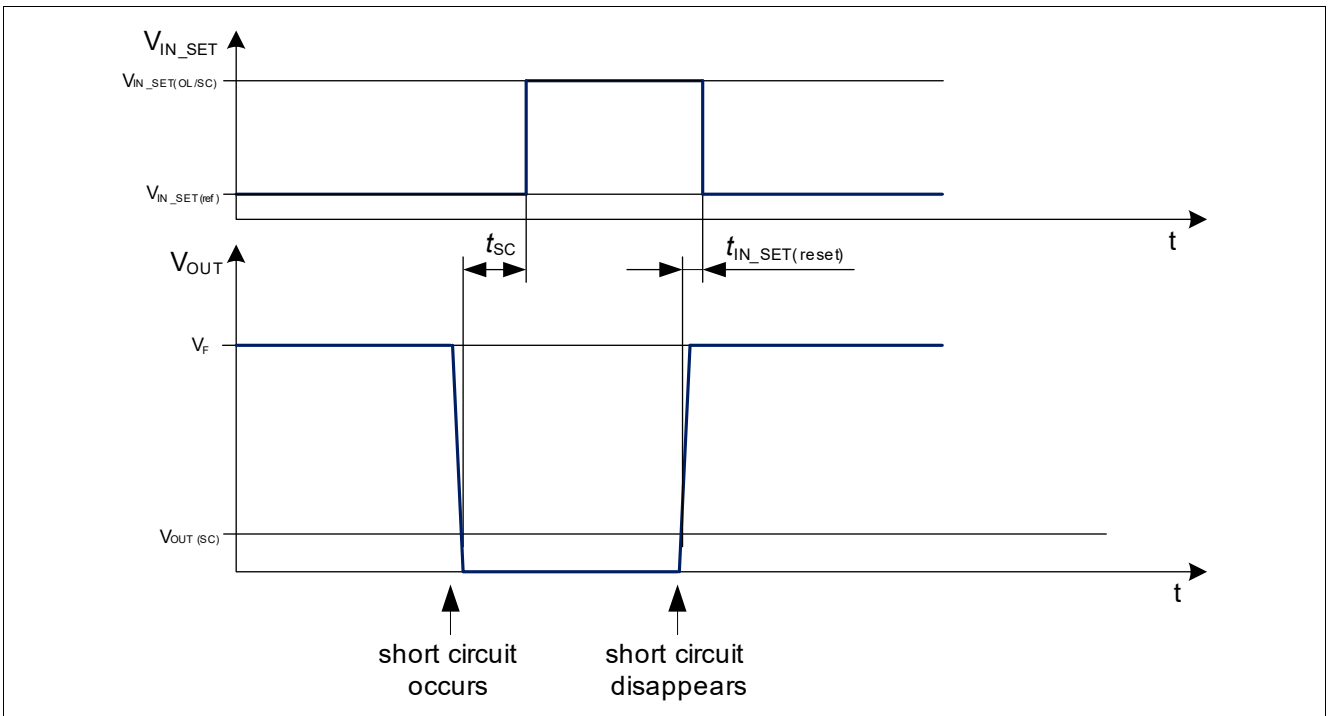 V_IN_SET
V_IN_SET(OL/SC)
V_IN_SET(ref)
t
t_SC
t_IN_SET(reset)
V_OUT
V_F
V_OUT(SC)
t
short circuit
occurs
short circuit
disappears